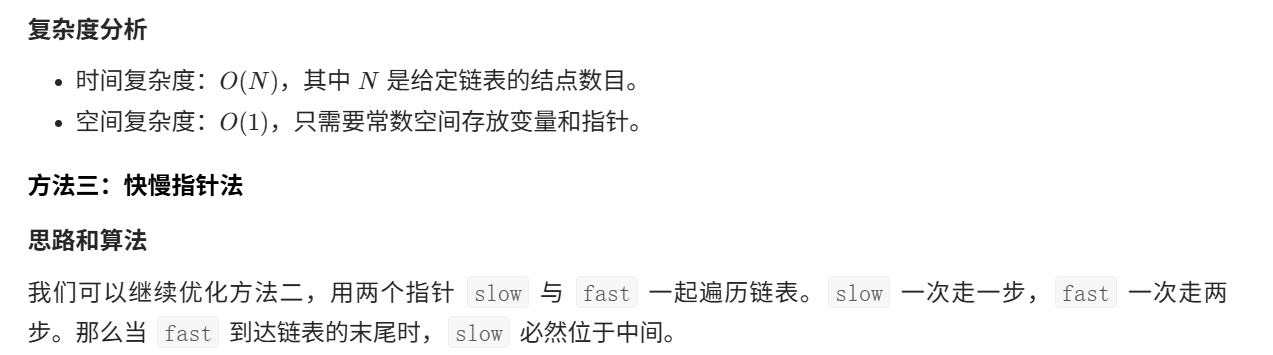 复杂度分析
• 时间复杂度：O(N)，其中 N 是给定链表的结点数目。
• 空间复杂度：O(1)，只需要常数空间存放变量和指针。
方法三：快慢指针法
思路和算法
我们可以继续优化方法二，用两个指针 slow 与 fast 一起遍历链表。slow 一次走一步，fast 一次走两
步。那么当 fast 到达链表的末尾时，slow 必然位于中间。